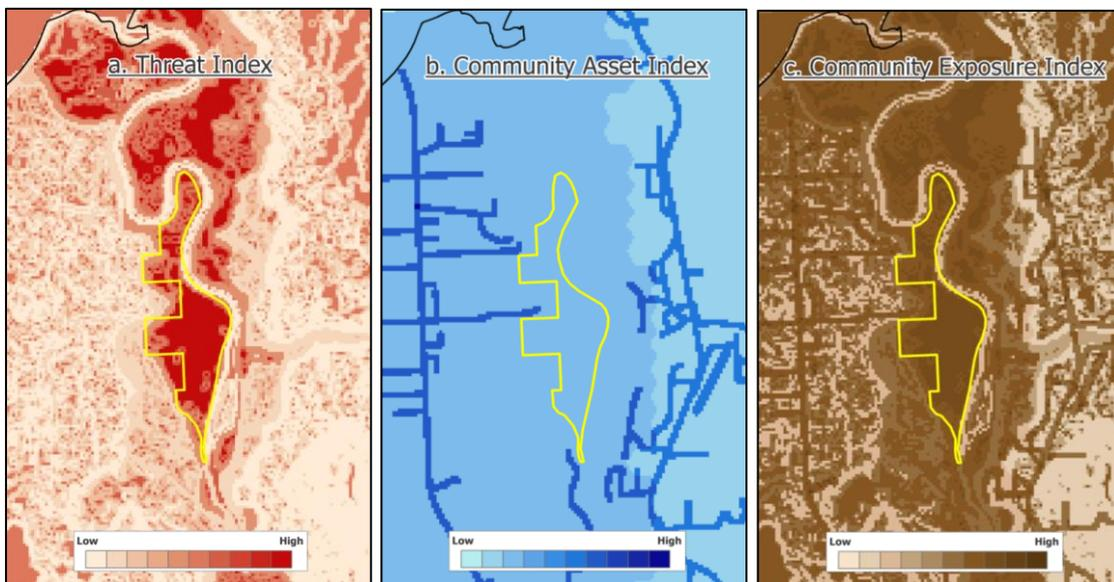 a. Threat Index
b. Community Asset Index
c. Community Exposure Index
Low High
Low High
Low High